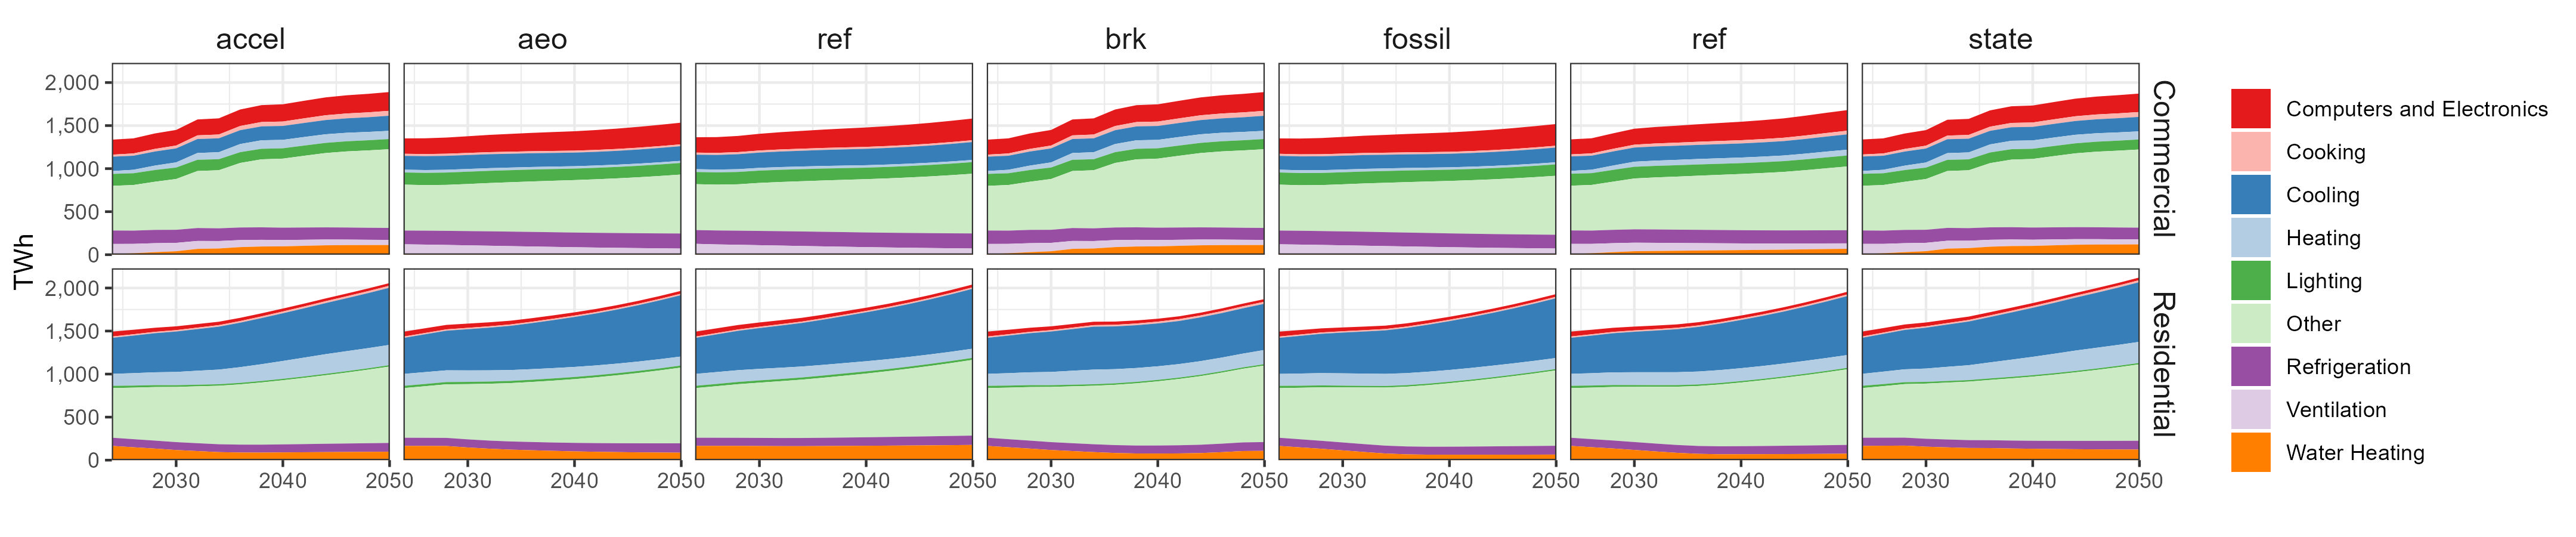 accel aeo ref brk fossil ref state
TWh
2,000
1,500
1,000
500
0
Commercial
2,000
1,500
1,000
500
0
Residential
2030 2040 2050 2030 2040 2050 2030 2040 2050 2030 2040 2050 2030 2040 2050 2030 2040 2050 2030 2040 2050
Computers and Electronics
Cooking
Cooling
Heating
Lighting
Other
Refrigeration
Ventilation
Water Heating